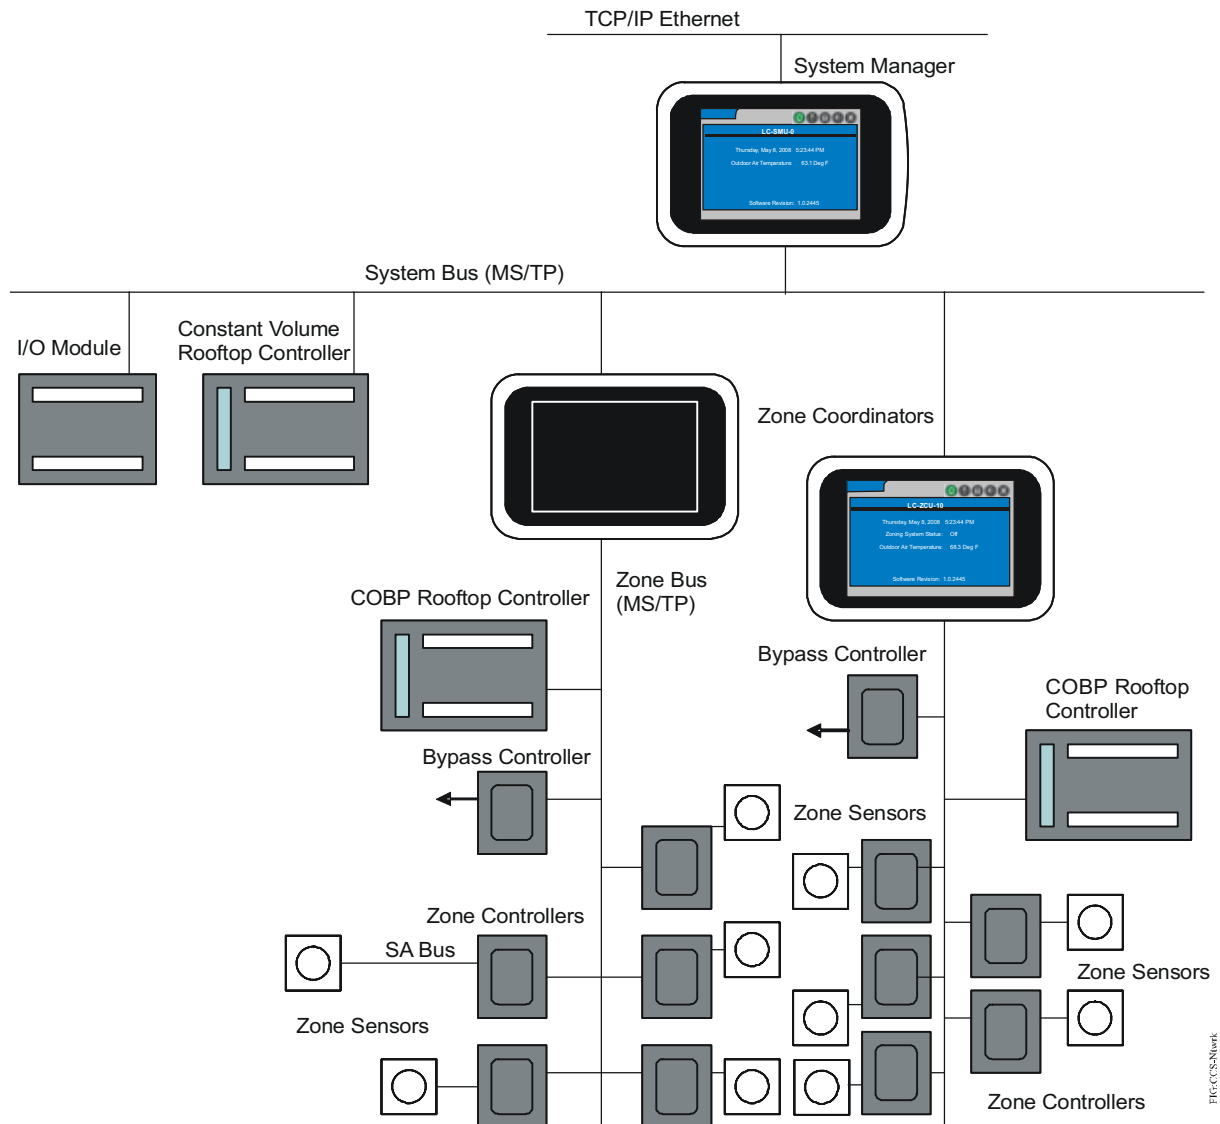 TCP/IP Ethernet
System Manager
LC-SMU-0
Thursday, May 8, 2008 5:23:44 PM
Outdoor Air Temperature: 63.1 Deg F
Software Revision: 1.0.2445
System Bus (MS/TP)
I/O Module
Constant Volume
Rooftop Controller
Zone Coordinators
LC-ZCU-10
Thursday, May 8, 2008 5:23:44 PM
Zoning System Status: Off
Outdoor Air Temperature: 68.3 Deg F
Software Revision: 1.0.2445
Zone Bus
(MS/TP)
COBP Rooftop Controller
Bypass Controller
COBP Rooftop
Controller
Bypass Controller
Zone Sensors
Zone Controllers
SA Bus
Zone Sensors
Zone Sensors
Zone Controllers
FIG:CCS-Ntwrk